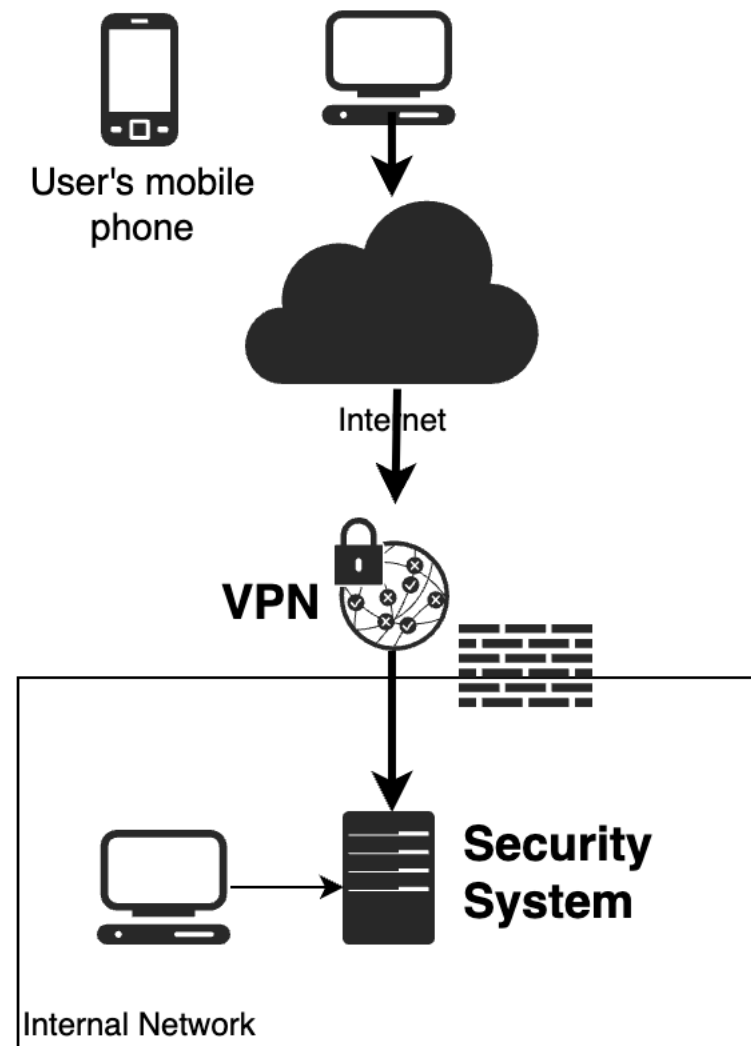 User's mobile
phone
Internet
VPN
Security
System
Internal Network